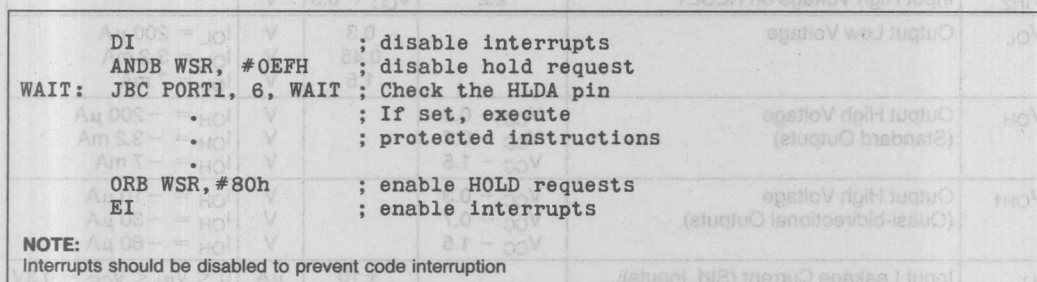 DI ; disable interrupts
ANDB WSR, #OEFH ; disable hold request
WAIT: JBC PORT1, 6, WAIT ; Check the HLDA pin
. ; If set, execute
. ; protected instructions
.
ORB WSR,#80h ; enable HOLD requests
EI ; enable interrupts
NOTE:
Interrupts should be disabled to prevent code interruption